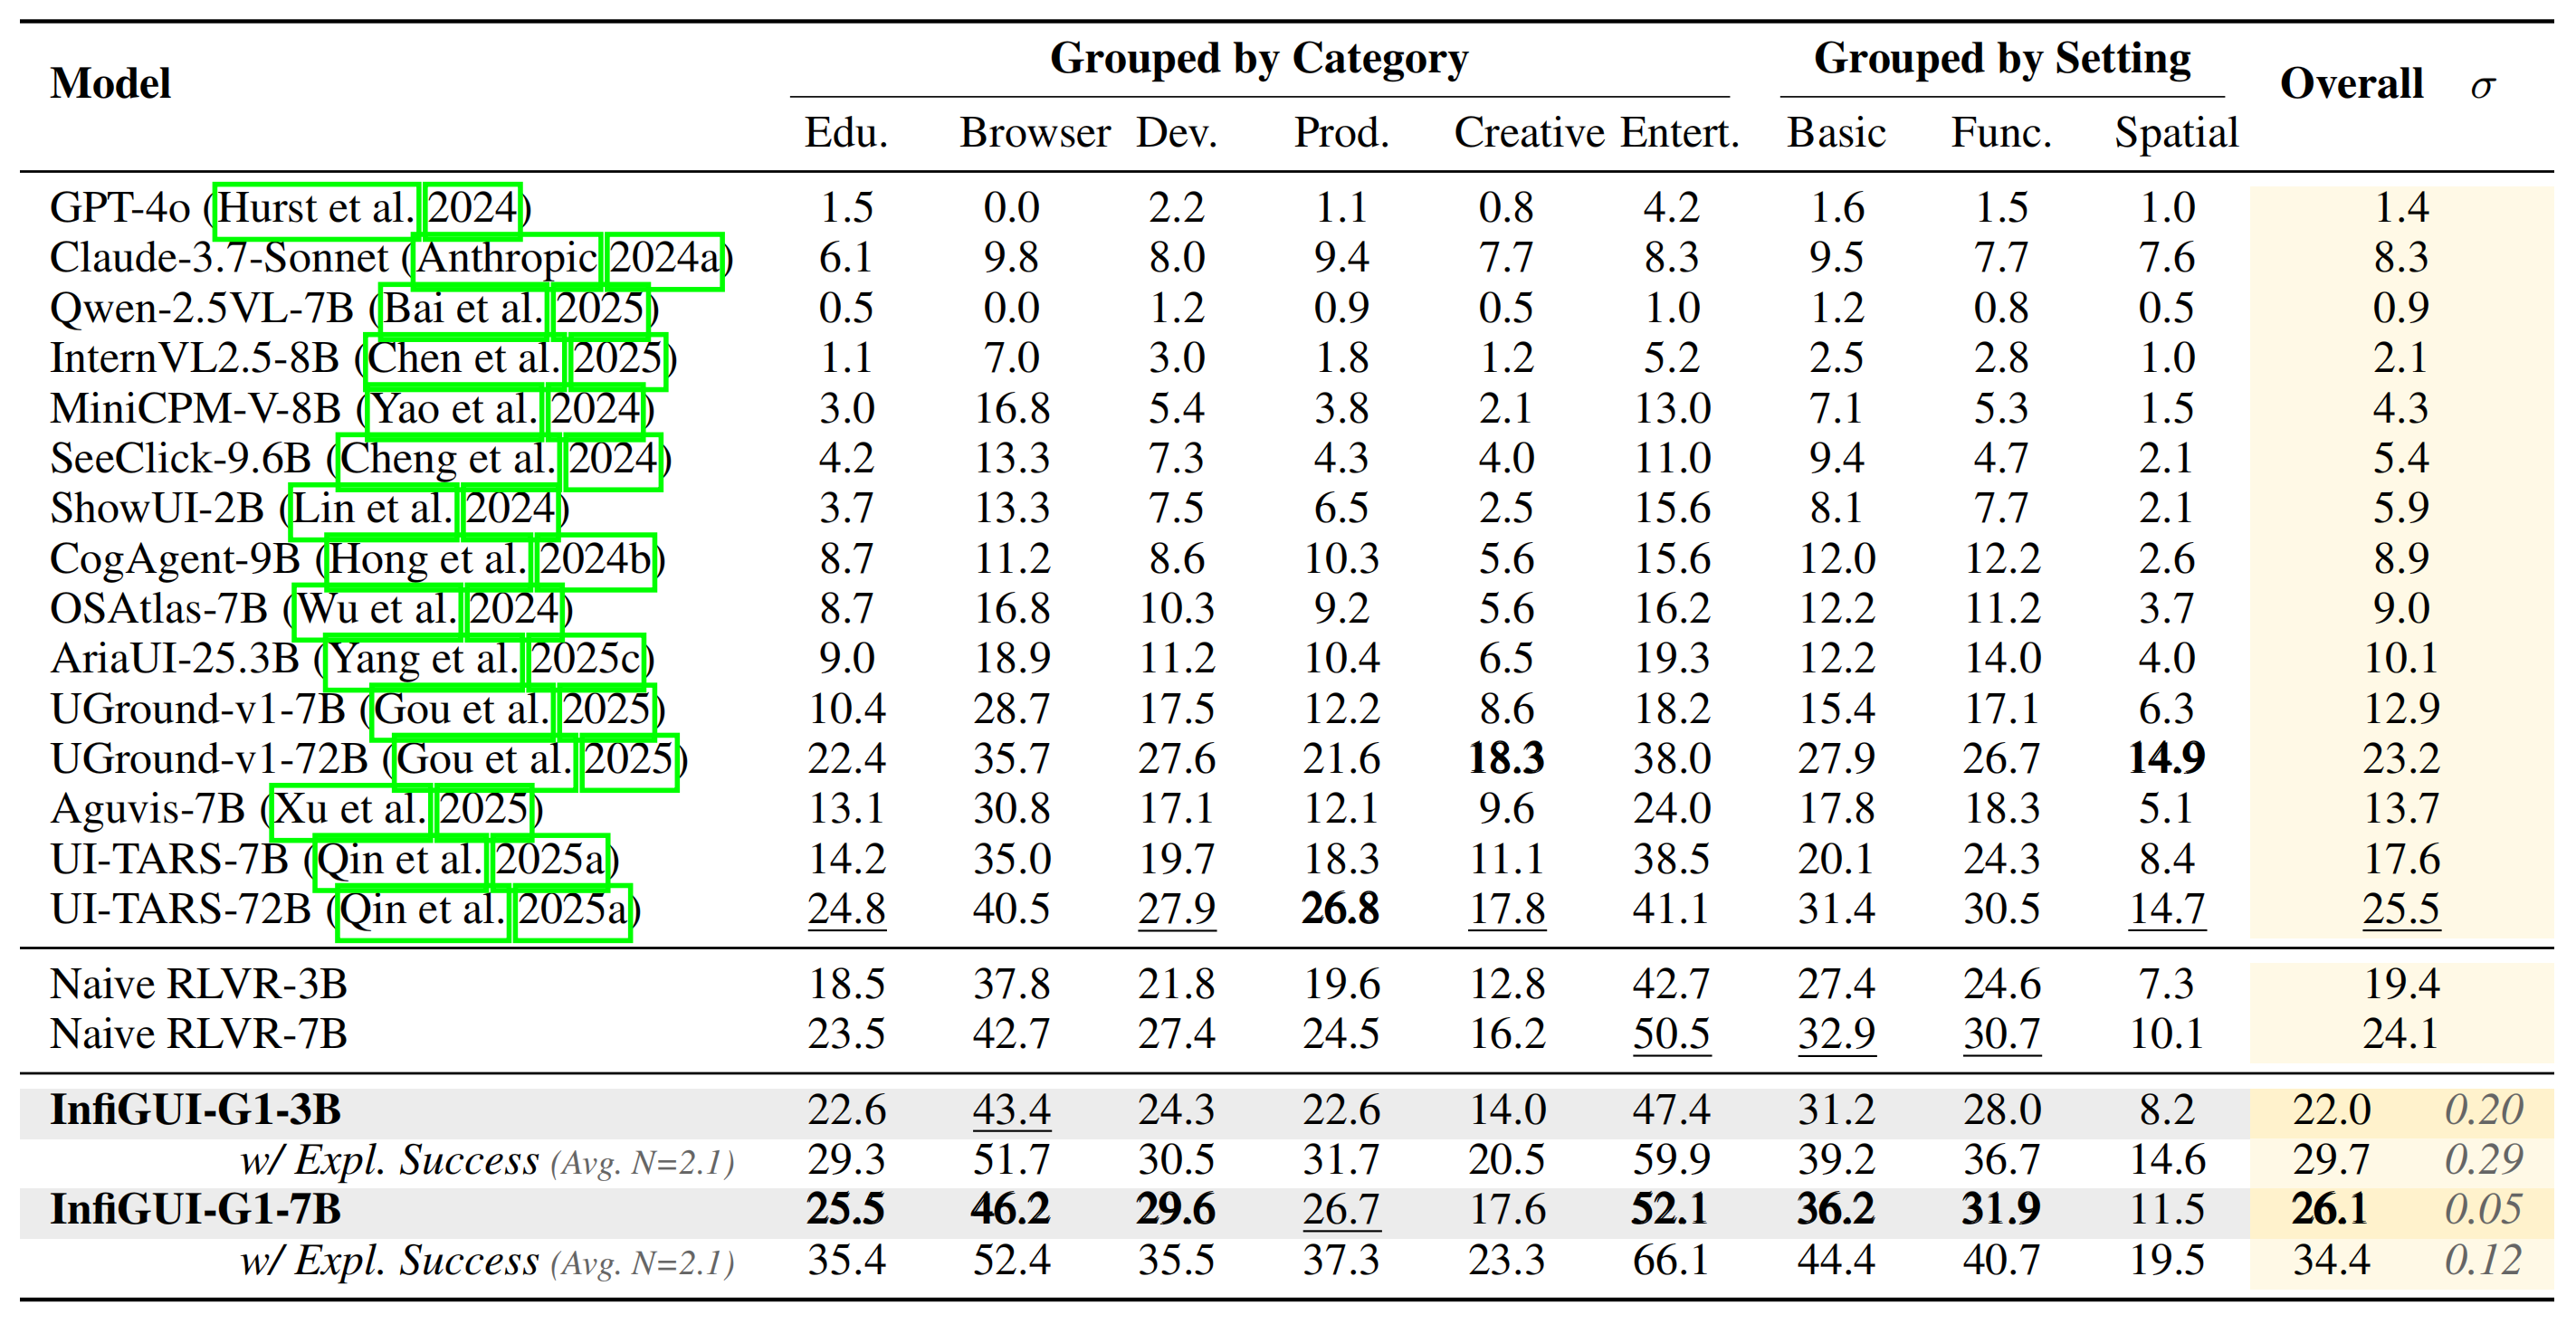 Model Grouped by Category Grouped by Setting Overall σ
Edu. Browser Dev. Prod. Creative Entert. Basic Func. Spatial
GPT-4o (Hurst et al. 2024) 1.5 0.0 2.2 1.1 0.8 4.2 1.6 1.5 1.0 1.4
Claude-3.7-Sonnet (Anthropic 2024a) 6.1 9.8 8.0 9.4 7.7 8.3 9.5 7.7 7.6 8.3
Qwen-2.5VL-7B (Bai et al. 2025) 0.5 0.0 1.2 0.9 0.5 1.0 1.2 0.8 0.5 0.9
InternVL2.5-8B (Chen et al. 2025) 1.1 7.0 3.0 1.8 1.2 5.2 2.5 2.8 1.0 2.1
MiniCPM-V-8B (Yao et al. 2024) 3.0 16.8 5.4 3.8 2.1 13.0 7.1 5.3 1.5 4.3
SeeClick-9.6B (Cheng et al. 2024) 4.2 13.3 7.3 4.3 4.0 11.0 9.4 4.7 2.1 5.4
ShowUI-2B (Lin et al. 2024) 3.7 13.3 7.5 6.5 2.5 15.6 8.1 7.7 2.1 5.9
CogAgent-9B (Hong et al. 2024b) 8.7 11.2 8.6 10.3 5.6 15.6 12.0 12.2 2.6 8.9
OSAtlas-7B (Wu et al. 2024) 8.7 16.8 10.3 9.2 5.6 16.2 12.2 11.2 3.7 9.0
AriaUI-25.3B (Yang et al. 2025c) 9.0 18.9 11.2 10.4 6.5 19.3 12.2 14.0 4.0 10.1
UGround-v1-7B (Gou et al. 2025) 10.4 28.7 17.5 12.2 8.6 18.2 15.4 17.1 6.3 12.9
UGround-v1-72B (Gou et al. 2025) 22.4 35.7 27.6 21.6 18.3 38.0 27.9 26.7 14.9 23.2
Aguvis-7B (Xu et al. 2025) 13.1 30.8 17.1 12.1 9.6 24.0 17.8 18.3 5.1 13.7
UI-TARS-7B (Qin et al. 2025a) 14.2 35.0 19.7 18.3 11.1 38.5 20.1 24.3 8.4 17.6
UI-TARS-72B (Qin et al. 2025a) 24.8 40.5 27.9 26.8 17.8 41.1 31.4 30.5 14.7 25.5
Naive RLVR-3B 18.5 37.8 21.8 19.6 12.8 42.7 27.4 24.6 7.3 19.4
Naive RLVR-7B 23.5 42.7 27.4 24.5 16.2 50.5 32.9 30.7 10.1 24.1
InfiGUI-G1-3B 22.6 43.4 24.3 22.6 14.0 47.4 31.2 28.0 8.2 22.0 0.20
w/ Expl. Success (Avg. N=2.1) 29.3 51.7 30.5 31.7 20.5 59.9 39.2 36.7 14.6 29.7 0.29
InfiGUI-G1-7B 25.5 46.2 29.6 26.7 17.6 52.1 36.2 31.9 11.5 26.1 0.05
w/ Expl. Success (Avg. N=2.1) 35.4 52.4 35.5 37.3 23.3 66.1 44.4 40.7 19.5 34.4 0.12